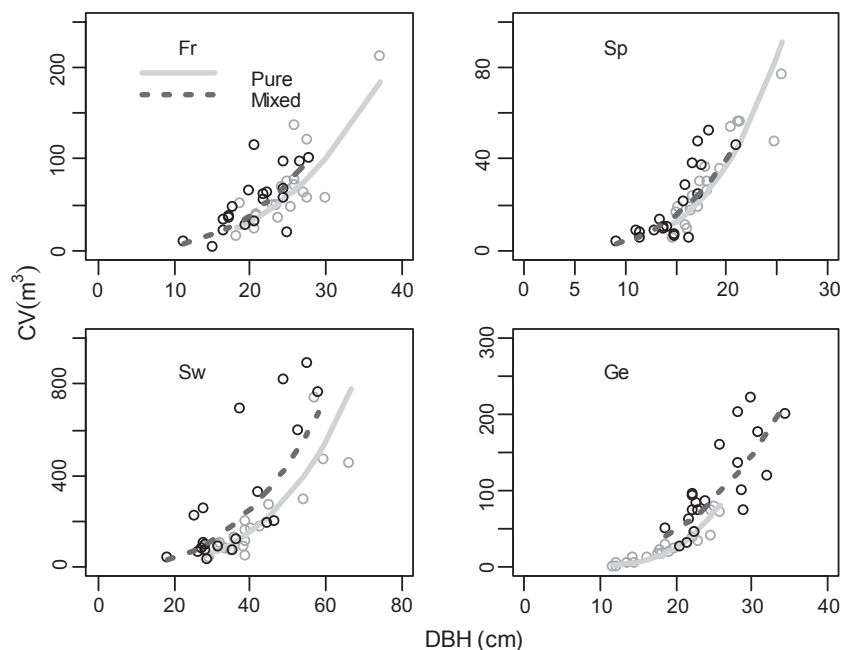 Fr
Pure
Mixed
0 100 200
0 10 20 30 40
Sp
0 40 80
0 5 10 20 30
CV(m³)
Sw
0 400 800
0 20 40 60 80
Ge
0 100 200 300
0 10 20 30 40
DBH (cm)